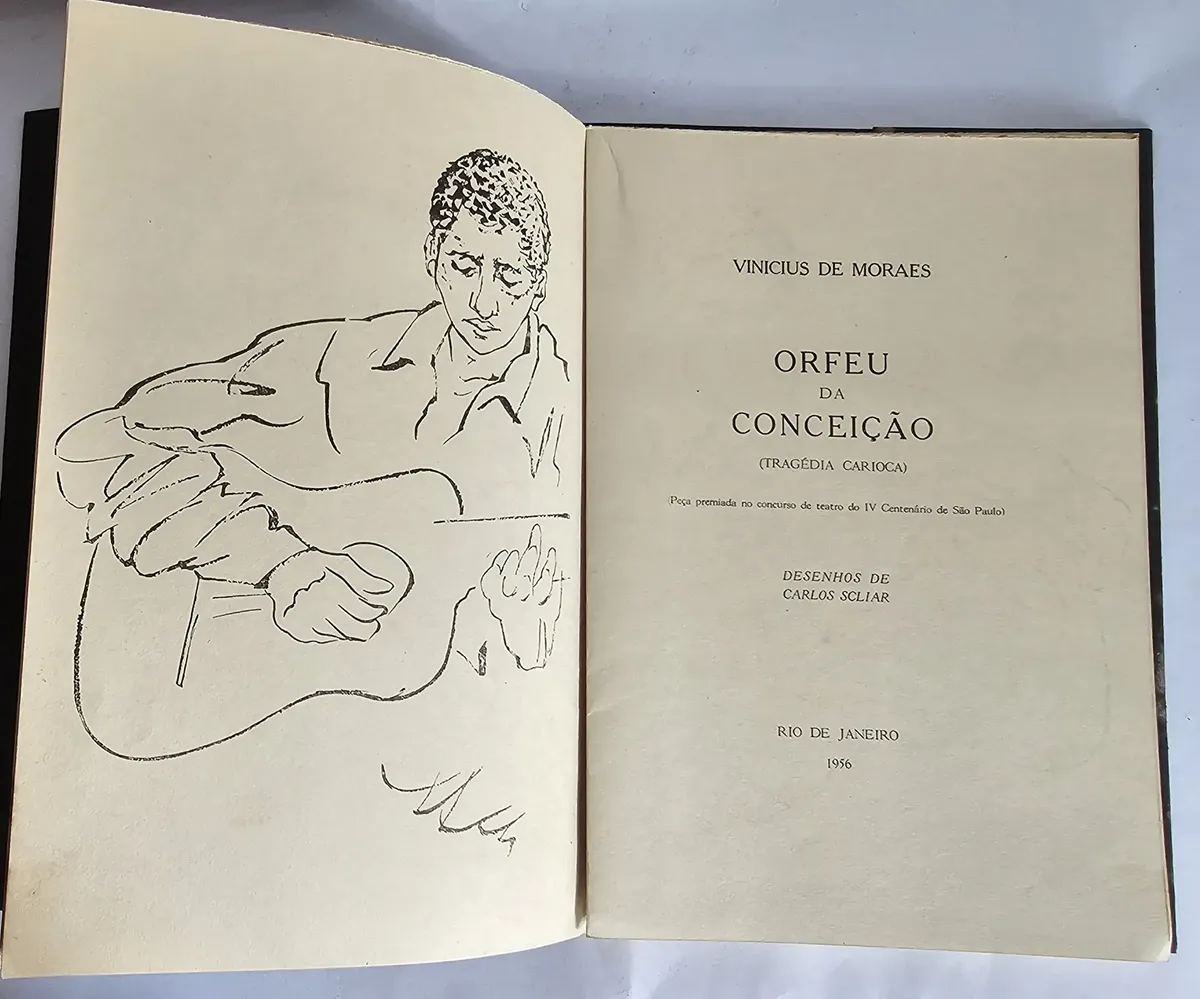 VINICIUS DE MORAES
ORFEU
DA
CONCEIÇÃO
(TRAGÉDIA CARIOCA)
(Peça premiada no concurso de teatro do IV Centenário de São Paulo)
DESENHOS DE
CARLOS SCLIAR
RIO DE JANEIRO
1956